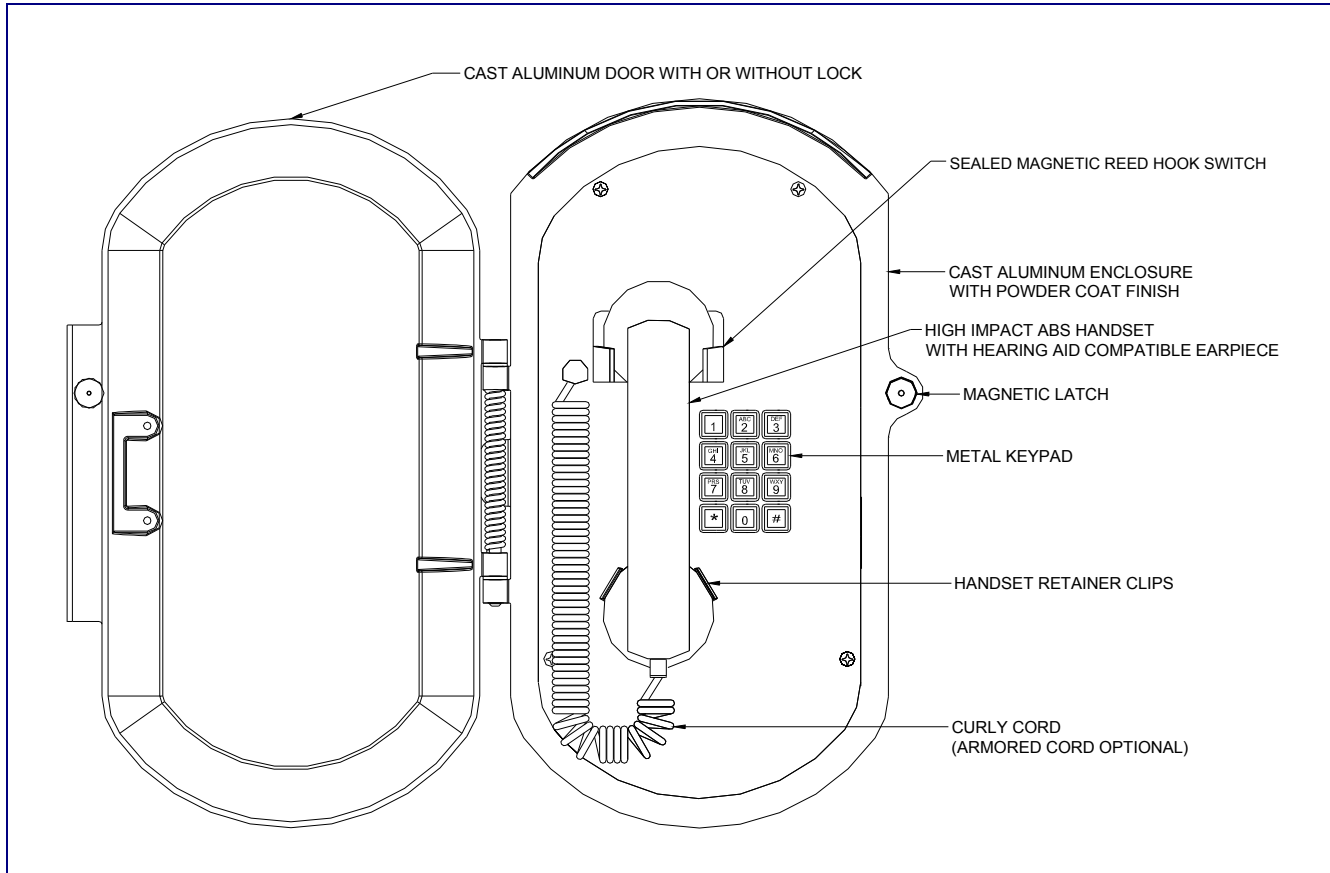 CAST ALUMINUM DOOR WITH OR WITHOUT LOCK
SEALED MAGNETIC REED HOOK SWITCH
CAST ALUMINUM ENCLOSURE
WITH POWDER COAT FINISH
HIGH IMPACT ABS HANDSET
WITH HEARING AID COMPATIBLE EARPIECE
MAGNETIC LATCH
ABC DEF
1 2 3
METAL KEYPAD
GHI JKL MNO
4 5 6
PRS TUV WXY
7 8 9
* 0 #
HANDSET RETAINER CLIPS
CURLY CORD
(ARMORED CORD OPTIONAL)